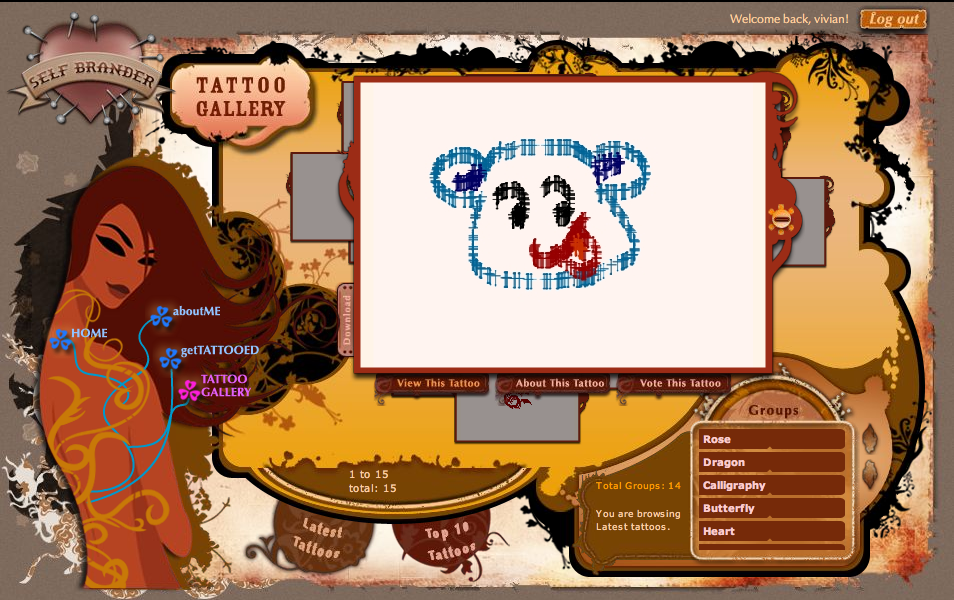 Welcome back, vivian!
Log out
SELF BRANDER
TATTOO
GALLERY
Download
aboutME
HOME
getTATTOOED
TATTOO
GALLERY
View This Tattoo
About This Tattoo
Vote This Tattoo
Groups
Rose
Dragon
Calligraphy
Butterfly
Heart
1 to 15
total: 15
Total Groups: 14
You are browsing
Latest tattoos.
Latest
Tattoos
Top 10
Tattoos